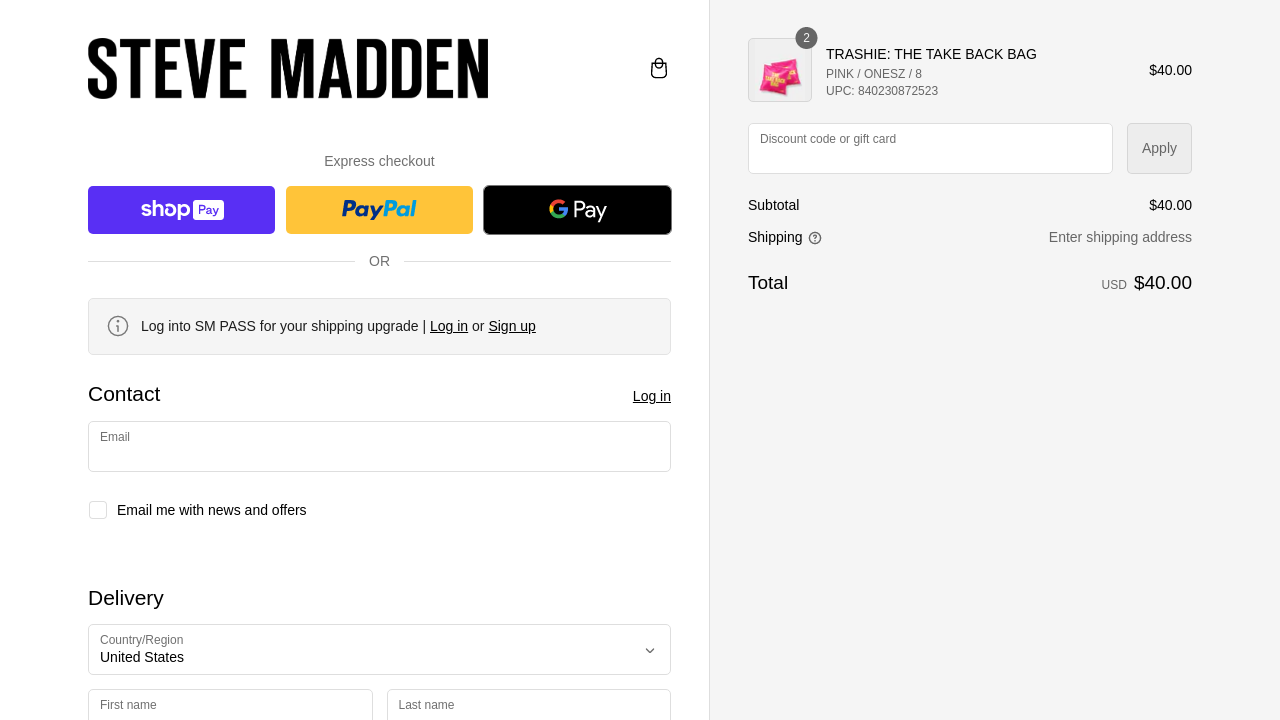 STEVE MADDEN
Express checkout
shop Pay
PayPal
G Pay
OR
Log into SM PASS for your shipping upgrade | Log in or Sign up
Contact
Log in
Email
Email me with news and offers
Delivery
Country/Region
United States
First name
Last name
2
TRASHIE: THE TAKE BACK BAG
PINK / ONESZ / 8
UPC: 840230872523
$40.00
Discount code or gift card
Apply
Subtotal
$40.00
Shipping
Enter shipping address
Total
USD $40.00